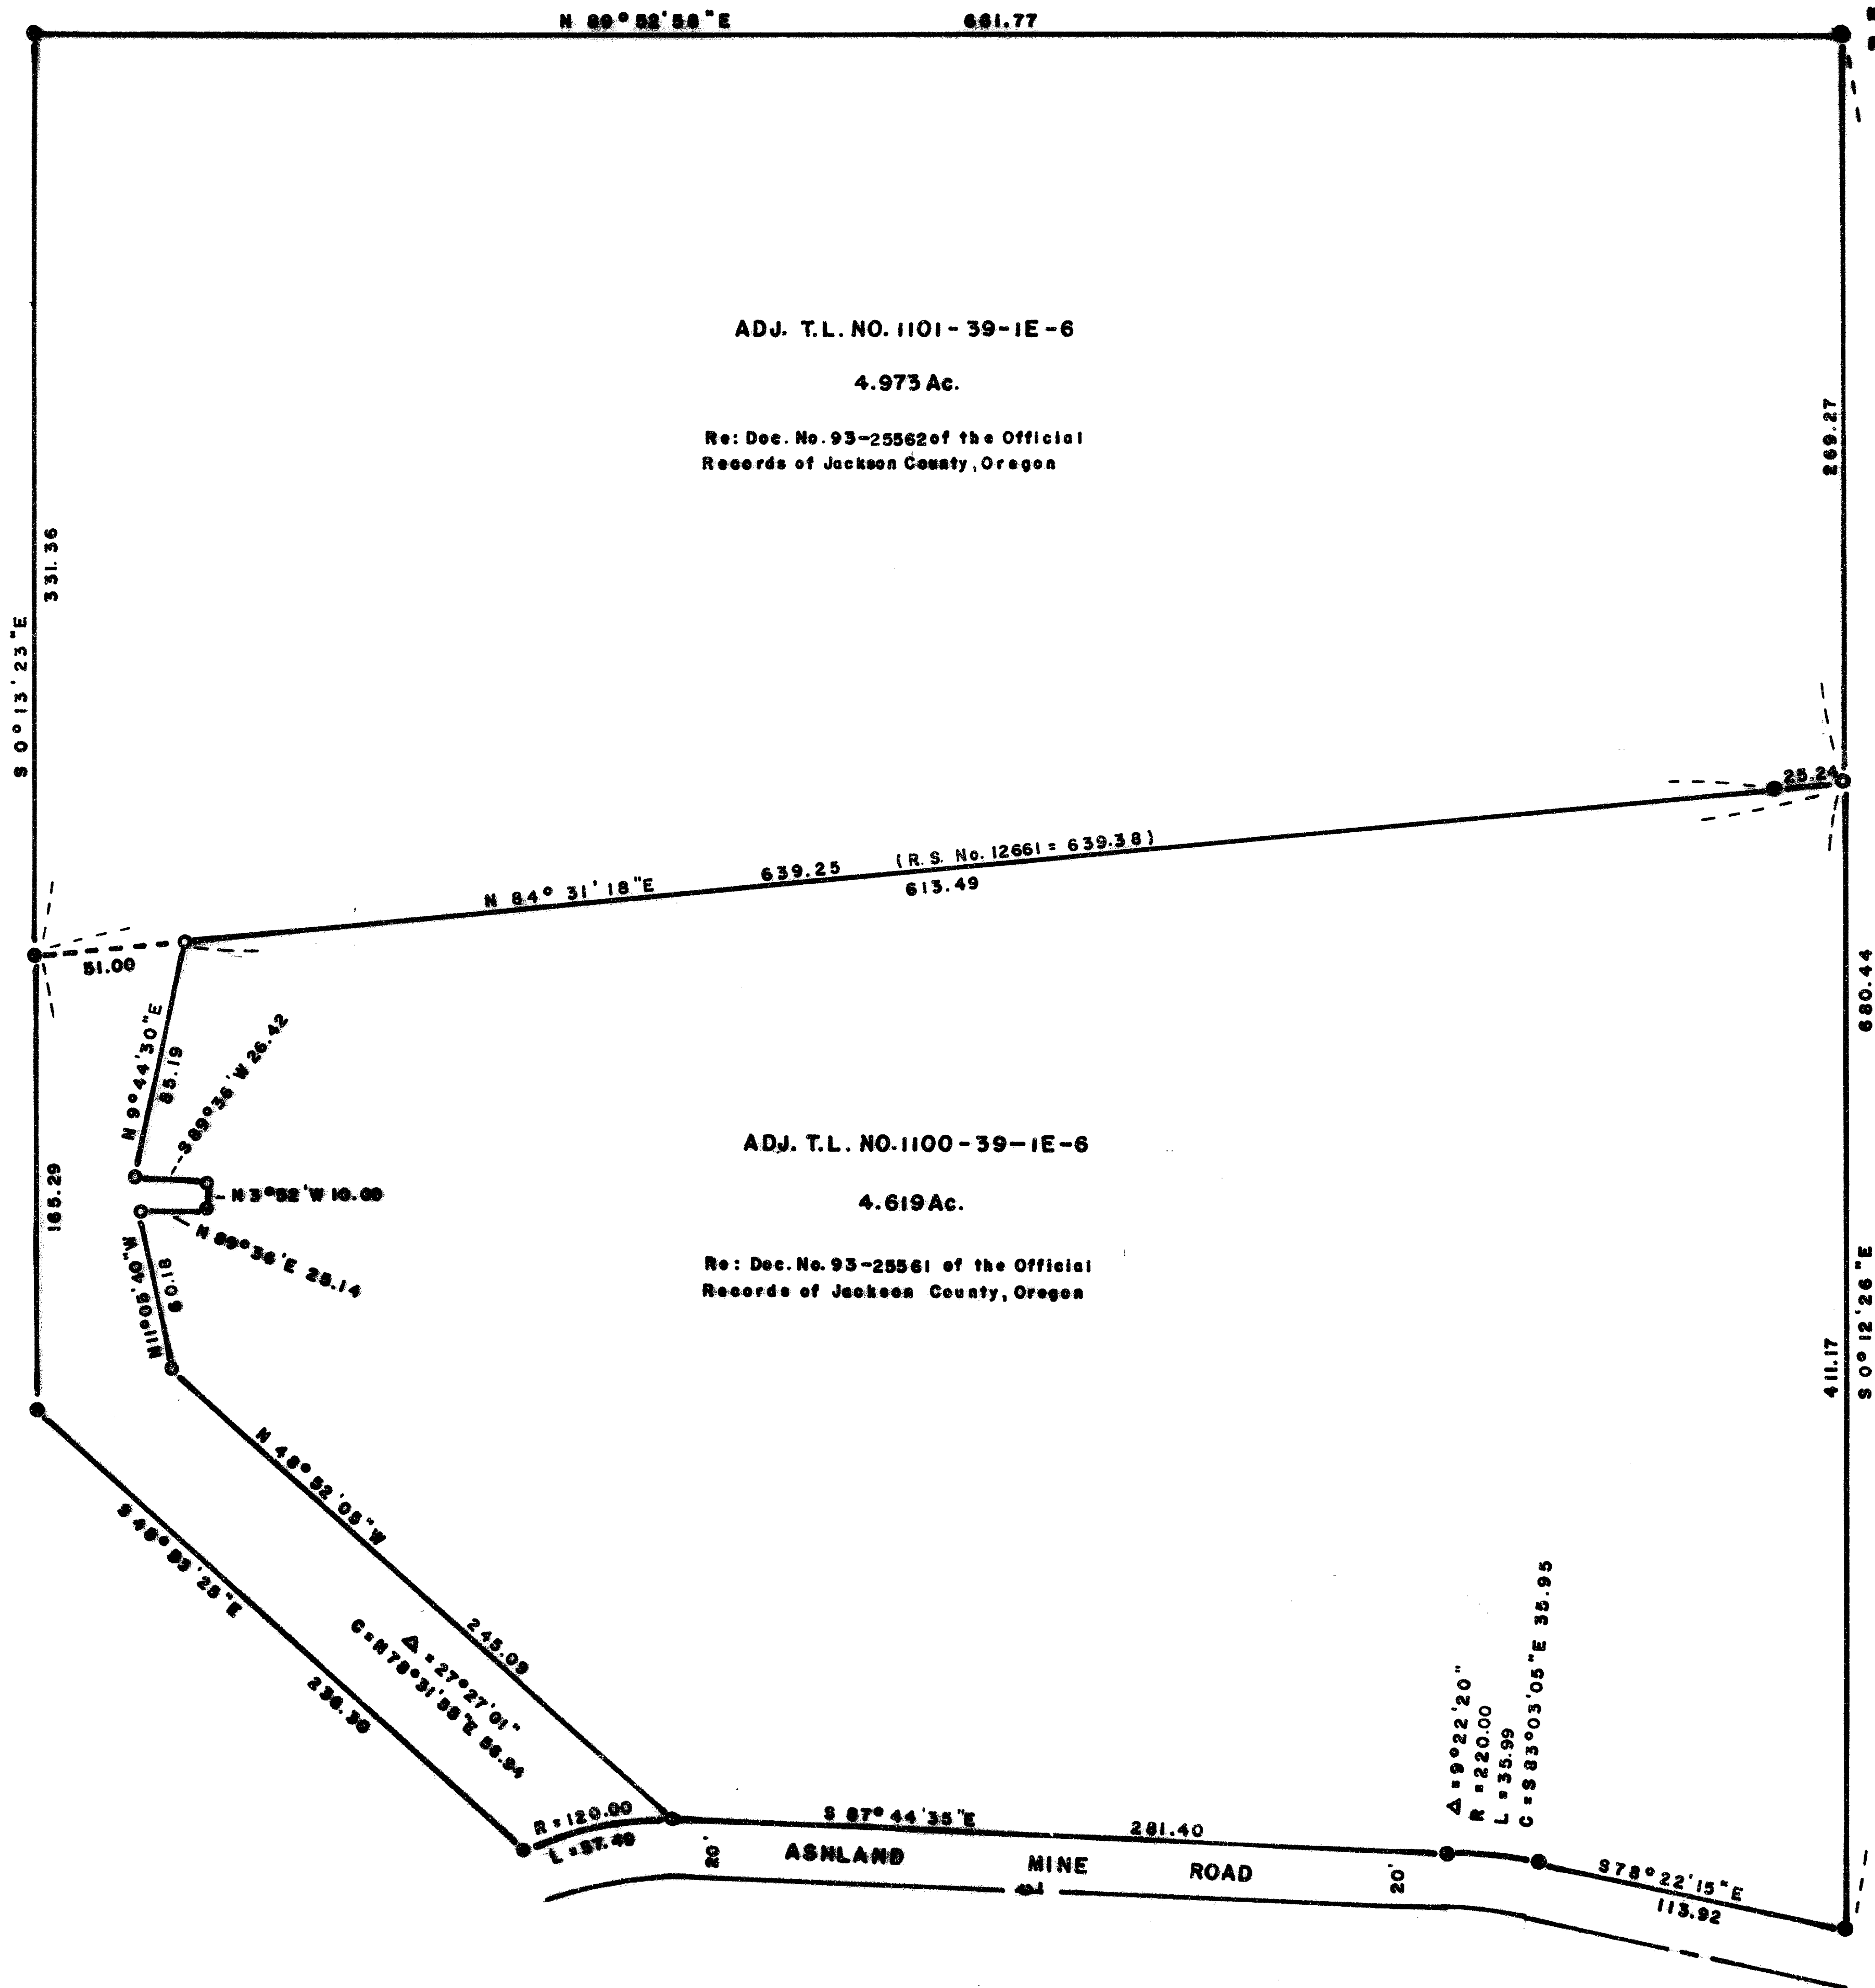 N 89° 52' 58" E 661.77
ADJ. T.L. NO. 1101-39-1E-6
4.973 Ac.
Re: Doc. No. 93-25562 of the Official
Records of Jackson County, Oregon
269.27
331.36
S 0° 13' 23" E
25.24
N 84° 31' 18" E 639.25 (R.S. No. 12661 = 639.38)
613.49
51.00
680.44
N 9° 44' 30" E
85.19
S 89° 36' W 26.42
165.29
N 3° 52' W 10.00
N 89° 36' E 25.14
N 11° 05' 40" W
60.18
ADJ. T.L. NO. 1100-39-1E-6
4.619 Ac.
Re: Doc. No. 93-25561 of the Official
Records of Jackson County, Oregon
411.17
S 0° 12' 26" E
N 48° 52' 05" W
245.09
S 48° 53' 25" E
236.30
Δ = 27° 27' 01"
C = N 78° 31' 55" E 56.94
R = 120.00
L = 57.49
Δ = 9° 22' 20"
R = 220.00
L = 35.99
C = S 83° 03' 05" E 35.95
S 87° 44' 35" E 281.40
20' ASHLAND MINE ROAD 20'
S 78° 22' 15" E
113.92